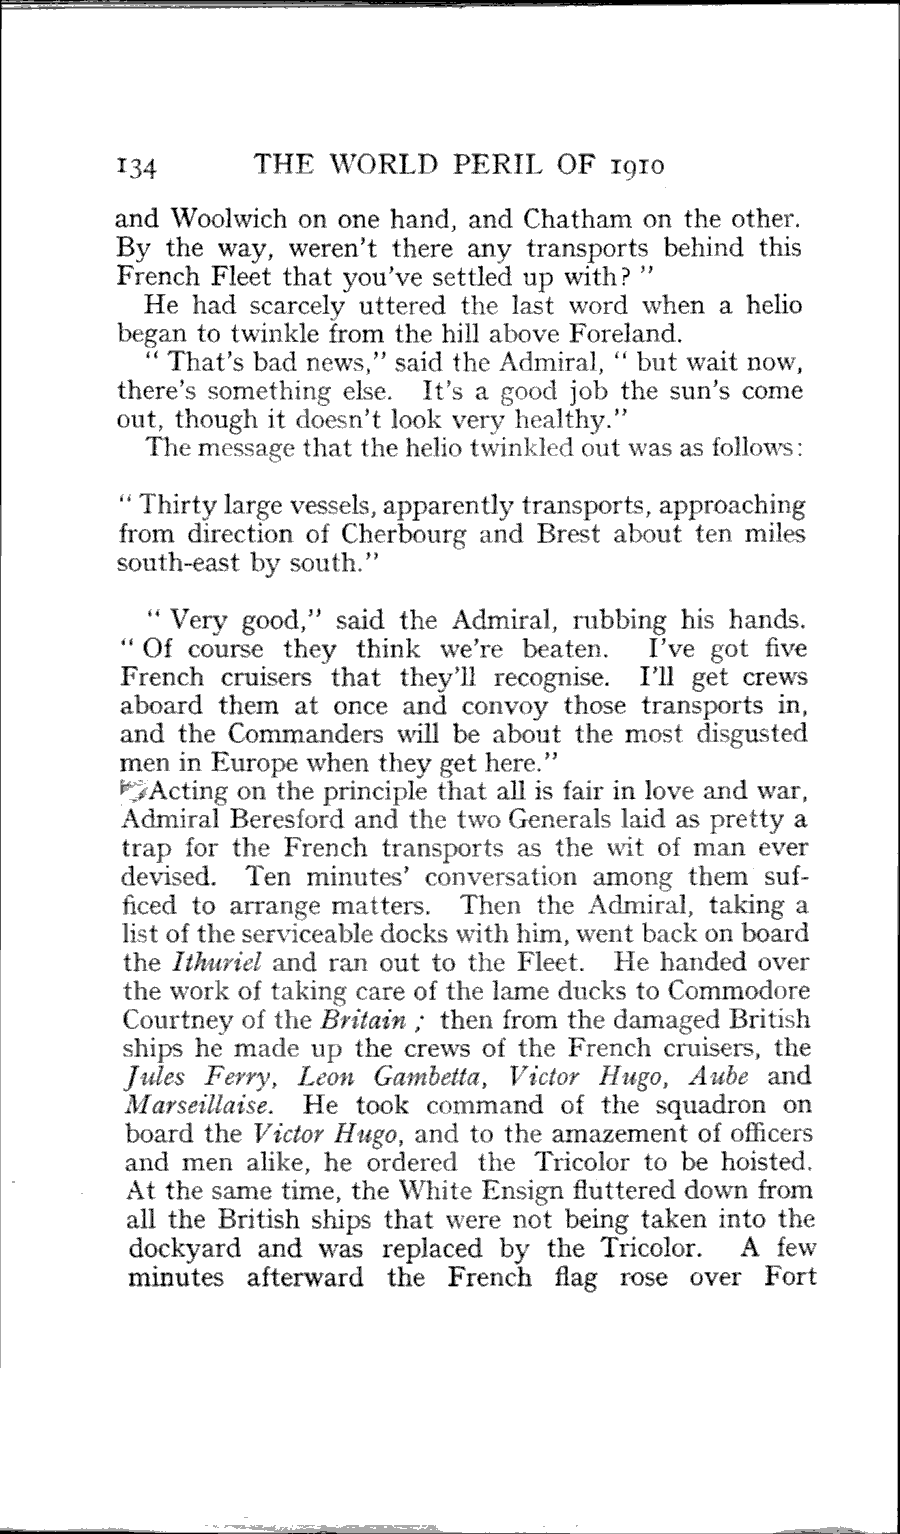 134 THE WORLD PERIL OF 1910
and Woolwich on one hand, and Chatham on the other.
By the way, weren't there any transports behind this
French Fleet that you've settled up with? "
He had scarcely uttered the last word when a helio
began to twinkle from the hill above Foreland.
" That's bad news," said the Admiral, " but wait now,
there's something else. It's a good job the sun's come
out, though it doesn't look very healthy."
The message that the helio twinkled out was as follows:
" Thirty large vessels, apparently transports, approaching
from direction of Cherbourg and Brest about ten miles
south-east by south."
" Very good," said the Admiral, rubbing his hands.
" Of course they think we're beaten. I've got five
French cruisers that they'll recognise. I'll get crews
aboard them at once and convoy those transports in,
and the Commanders will be about the most disgusted
men in Europe when they get here."
Acting on the principle that all is fair in love and war,
Admiral Beresford and the two Generals laid as pretty a
trap for the French transports as the wit of man ever
devised. Ten minutes' conversation among them suf-
ficed to arrange matters. Then the Admiral, taking a
list of the serviceable docks with him, went back on board
the Ithuriel and ran out to the Fleet. He handed over
the work of taking care of the lame ducks to Commodore
Courtney of the Britain ; then from the damaged British
ships he made up the crews of the French cruisers, the
Jules Ferry, Leon Gambetta, Victor Hugo, Aube and
Marseillaise. He took command of the squadron on
board the Victor Hugo, and to the amazement of officers
and men alike, he ordered the Tricolor to be hoisted.
At the same time, the White Ensign fluttered down from
all the British ships that were not being taken into the
dockyard and was replaced by the Tricolor. A few
minutes afterward the French flag rose over Fort